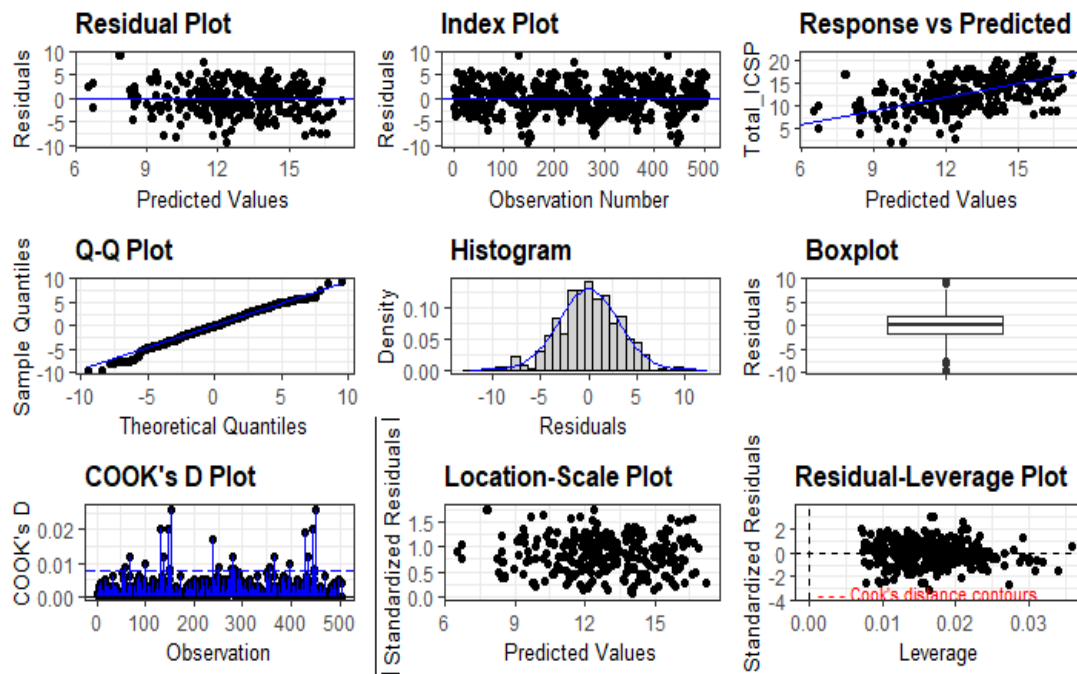 Residual Plot
Residuals
10
5
0
-5
-10
6
9
12
15
Predicted Values
Index Plot
Residuals
10
5
0
-5
-10
0
100
200
300
400
500
Observation Number
Response vs Predicted
Total_ICSP
20
15
10
5
6
9
12
15
Predicted Values
Q-Q Plot
Sample Quantiles
10
5
0
-5
-10
-5
0
5
10
Theoretical Quantiles
Histogram
Density
0.10
0.05
0.00
-10
-5
0
5
10
Residuals
Boxplot
Residuals
10
5
0
-5
-10
COOK's D Plot
COOK's D
0.02
0.01
0.00
0
100
200
300
400
500
Observation
Location-Scale Plot
| Standardized Residuals |
1.5
1.0
0.5
0.0
6
9
12
15
Predicted Values
Residual-Leverage Plot
Standardized Residuals
2
0
-2
-4
--- Cook's distance contours
0.00
0.01
0.02
0.03
Leverage